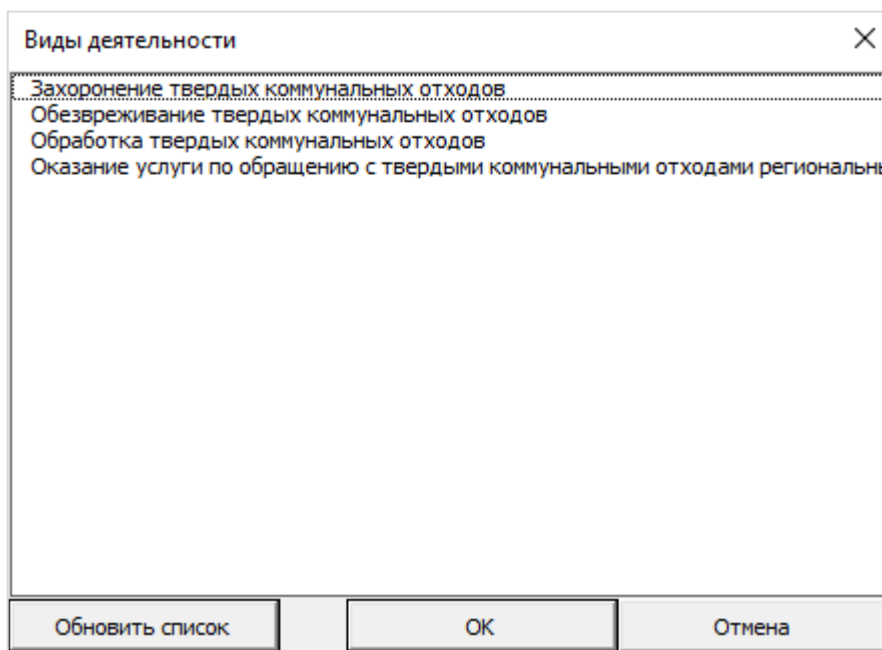 Виды деятельности
Захоронение твердых коммунальных отходов
Обезвреживание твердых коммунальных отходов
Обработка твердых коммунальных отходов
Оказание услуги по обращению с твердыми коммунальными отходами
Обновить список
ОК
Отмена